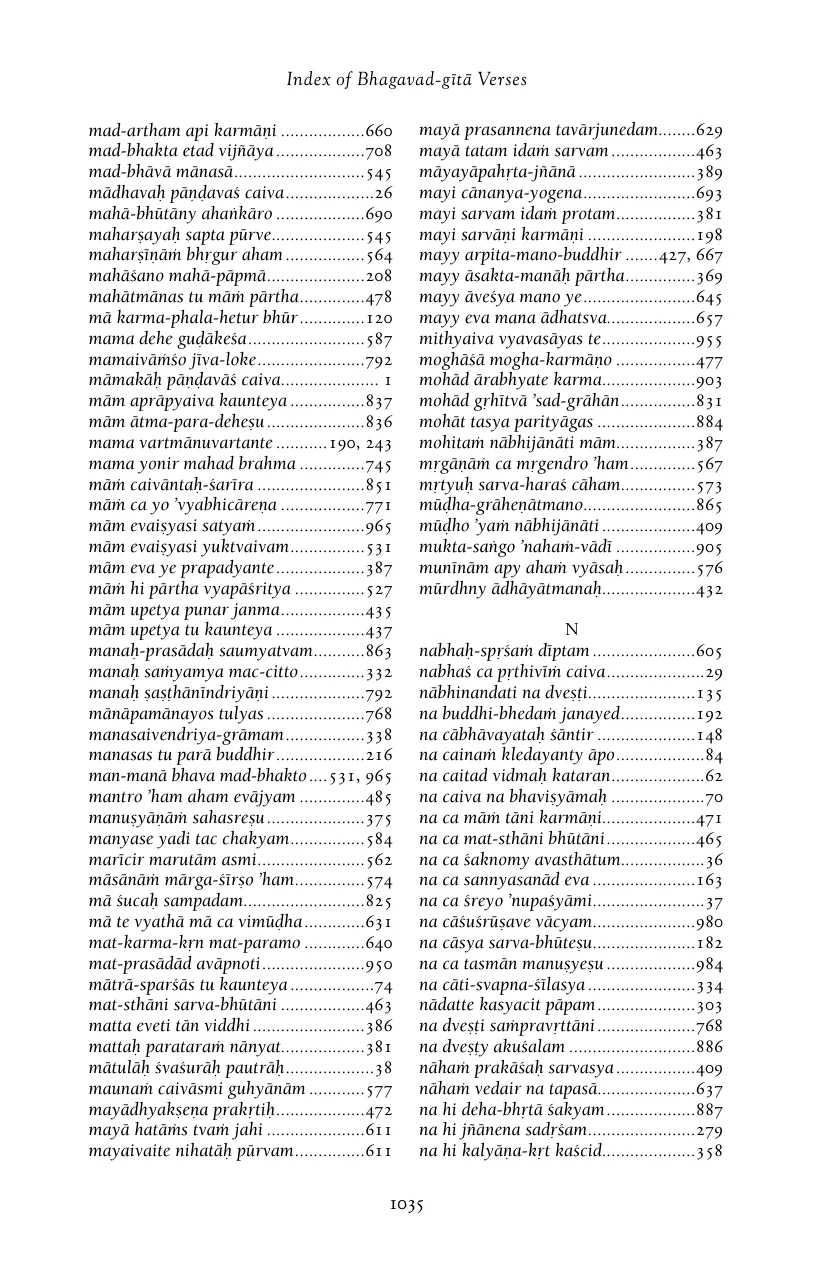 Index of Bhagavad-gītā Verses
mad-artham api karmāṇi ..................660
mad-bhakta etad vijñāya...................708
mad-bhāvā mānasā............................545
mādhavaḥ pāṇḍavaś caiva...................26
mahā-bhūtāny ahaṅkāro ...................690
maharṣayaḥ sapta pūrve....................545
maharṣīṇāṁ bhṛgur aham.................564
mahāśano mahā-pāpmā.....................208
mahātmānas tu māṁ pārtha..............478
mā karma-phala-hetur bhūr..............120
mama dehe guḍākeśa.........................587
mamaivāṁśo jīva-loke.......................792
māmakāḥ pāṇḍavāś caiva..................... 1
mām aprāpyaiva kaunteya ................837
mām ātma-para-deheṣu.....................836
mama vartmānuvartante ...........190, 243
mama yonir mahad brahma ..............745
māṁ caivāntaḥ-śarīra .......................851
māṁ ca yo ’vyabhicāreṇa ..................771
mām evaiṣyasi satyaṁ.......................965
mām evaiṣyasi yuktvaivam................531
mām eva ye prapadyante...................387
māṁ hi pārtha vyapāśritya ...............527
mām upetya punar janma..................435
mām upetya tu kaunteya ...................437
manaḥ-prasādaḥ saumyatvam...........863
manaḥ saṁyamya mac-citto..............332
manaḥ ṣaṣṭhānīndriyāṇi ....................792
mānāpamānayos tulyas .....................768
manasaivendriya-grāmam.................338
manasas tu parā buddhir...................216
man-manā bhava mad-bhakto....531, 965
mantro ’ham aham evājyam ..............485
manuṣyāṇāṁ sahasreṣu.....................375
manyase yadi tac chakyam................584
marīcir marutām asmi.......................562
māsānāṁ mārga-śīrṣo ’ham...............574
mā śucaḥ sampadam..........................825
mā te vyathā mā ca vimūḍha.............631
mat-karma-kṛn mat-paramo .............640
mat-prasādād avāpnoti......................950
mātrā-sparśās tu kaunteya..................74
mat-sthāni sarva-bhūtāni ..................463
matta eveti tān viddhi........................386
mattaḥ parataraṁ nānyat..................381
mātulāḥ śvaśurāḥ pautrāḥ...................38
maunaṁ caivāsmi guhyānām ............577
mayādhyakṣeṇa prakṛtiḥ...................472
mayā hatāṁs tvaṁ jahi .....................611
mayaivaite nihatāḥ pūrvam...............611
mayā prasannena tavārjunedam........629
mayā tatam idaṁ sarvam..................463
māyayāpahṛta-jñānā .........................389
mayi cānanya-yogena........................693
mayi sarvam idaṁ protam.................381
mayi sarvāṇi karmāṇi .......................198
mayy arpita-mano-buddhir .......427, 667
mayy āsakta-manāḥ pārtha...............369
mayy āveśya mano ye........................645
mayy eva mana ādhatsva...................657
mithyaiva vyavasāyas te....................955
moghāśā mogha-karmāṇo .................477
mohād ārabhyate karma....................903
mohād gṛhītvā ’sad-grāhān................831
mohāt tasya parityāgas .....................884
mohitaṁ nābhijānāti mām.................387
mṛgāṇāṁ ca mṛgendro ’ham..............567
mṛtyuḥ sarva-haraś cāham................573
mūḍha-grāheṇātmano........................865
mūḍho ’yaṁ nābhijānāti....................409
mukta-saṅgo ’nahaṁ-vādī .................905
munīnām apy ahaṁ vyāsaḥ...............576
mūrdhny ādhāyātmanaḥ....................432
N
nabhaḥ-spṛśaṁ dīptam ......................605
nabhaś ca pṛthivīṁ caiva.....................29
nābhinandati na dveṣṭi.......................135
na buddhi-bhedaṁ janayed................192
na cābhāvayataḥ śāntir .....................148
na cainaṁ kledayanty āpo...................84
na caitad vidmaḥ kataran....................62
na caiva na bhaviṣyāmaḥ ....................70
na ca māṁ tāni karmāṇi....................471
na ca mat-sthāni bhūtāni...................465
na ca śaknomy avasthātum..................36
na ca sannyasanād eva ......................163
na ca śreyo ’nupaśyāmi........................37
na cāśuśrūṣave vācyam......................980
na cāsya sarva-bhūteṣu......................182
na ca tasmān manuṣyeṣu...................984
na cāti-svapna-śīlasya.......................334
nādatte kasyacit pāpam.....................303
na dveṣṭi sampravṛttāni.....................768
na dveṣṭy akuśalam ...........................886
nāhaṁ prakāśaḥ sarvasya..................409
nāhaṁ vedair na tapasā.....................637
na hi deha-bhṛtā śakyam...................887
na hi jñānena sadṛśam.......................279
na hi kalyāṇa-kṛt kaścid....................358
1035